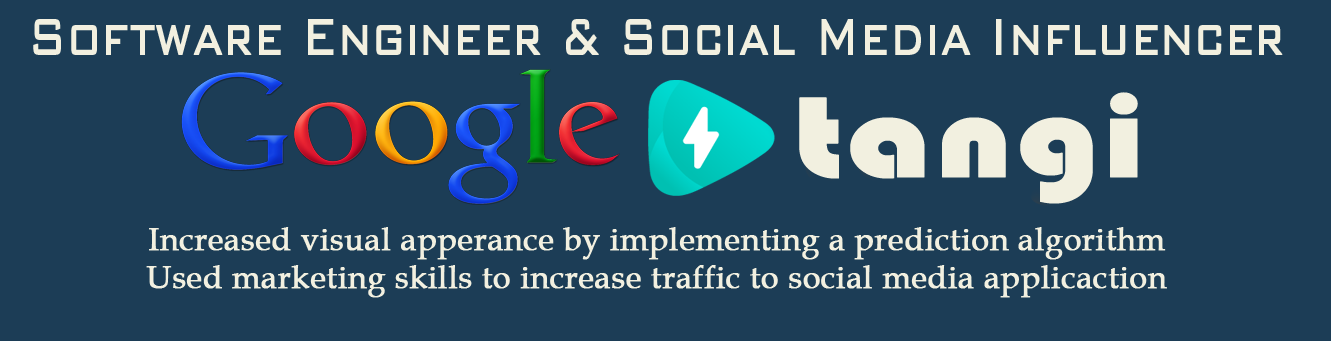 Software Engineer & Social Media Influencer
Google tangi
Increased visual apperance by implementing a prediction algorithm
Used marketing skills to increase traffic to social media applicaction